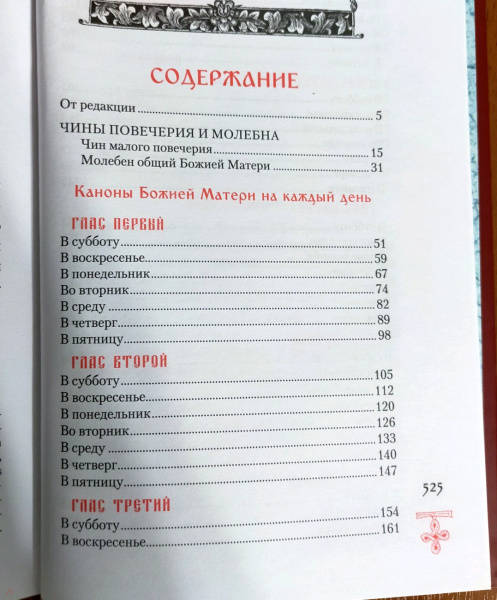 СОДЕРЖАНИЕ
От редакции 5
ЧИНЫ ПОВЕЧЕРИЯ И МОЛЕБНА
Чин малого повечерия 15
Молебен общий Божией Матери 31
Каноны Божией Матери на каждый день
ГЛАС ПЕРВЫЙ
В субботу 51
В воскресенье 59
В понедельник 67
Во вторник 74
В среду 82
В четверг 89
В пятницу 98
ГЛАС ВТОРОЙ
В субботу 105
В воскресенье 112
В понедельник 120
Во вторник 126
В среду 133
В четверг 140
В пятницу 147
ГЛАС ТРЕТИЙ
В субботу 154
В воскресенье 161
525